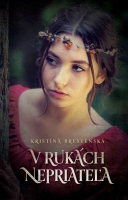 KRISTÍNA BRESTENSKÁ
V RUKÁCH
NEPRIATEĽA